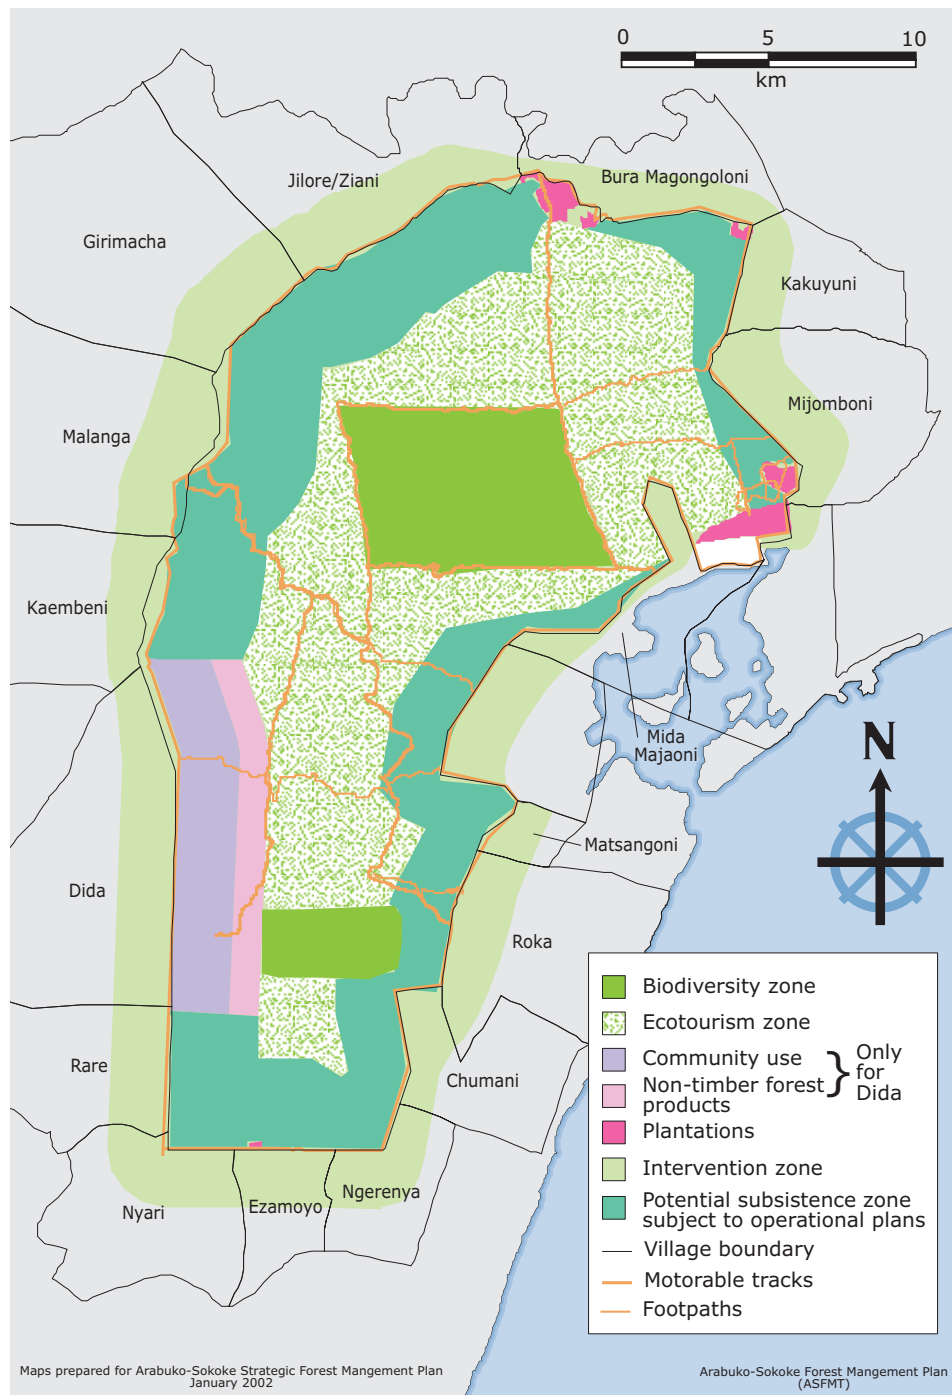 0 5 10
km
Jilore/Ziani
Bura Magongoloni
Girimacha
Kakuyuni
Mijomboni
Malanga
Kaembeni
Mida
Majaoni
N
Matsangoni
Dida
Roka
Rare
Chumani
Nyari
Ezamoyo
Ngerenya
Biodiversity zone
Ecotourism zone
Community use
Non-timber forest
products
} Only
for
Dida
Plantations
Intervention zone
Potential subsistence zone
subject to operational plans
Village boundary
Motorable tracks
Footpaths
Maps prepared for Arabuko-Sokoke Strategic Forest Mangement Plan
January 2002
Arabuko-Sokoke Forest Mangement Plan
(ASFMT)